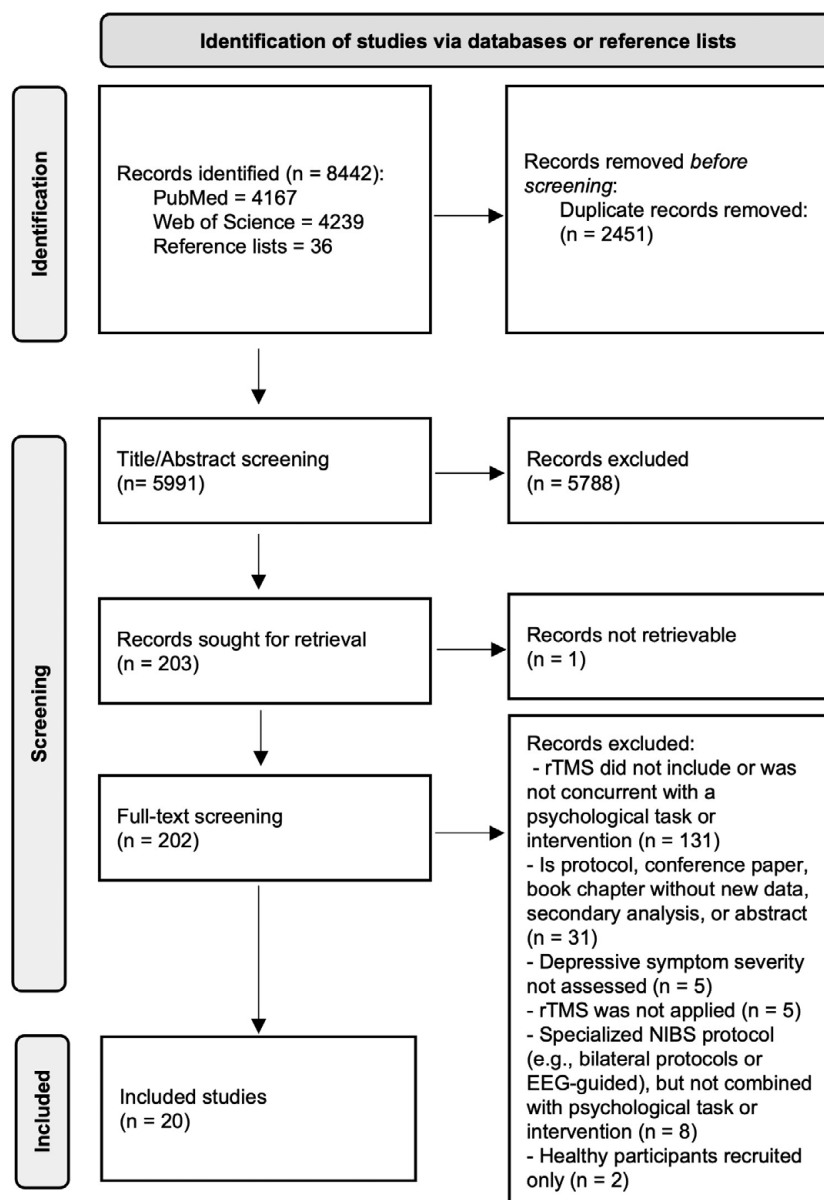 Identification of studies via databases or reference lists
Identification
Records identified (n = 8442):
PubMed = 4167
Web of Science = 4239
Reference lists = 36
Records removed before
screening:
Duplicate records removed:
(n = 2451)
Screening
Title/Abstract screening
(n= 5991)
Records excluded
(n = 5788)
Records sought for retrieval
(n = 203)
Records not retrievable
(n = 1)
Full-text screening
(n = 202)
Records excluded:
- rTMS did not include or was
not concurrent with a
psychological task or
intervention (n = 131)
- Is protocol, conference paper,
book chapter without new data,
secondary analysis, or abstract
(n = 31)
- Depressive symptom severity
not assessed (n = 5)
- rTMS was not applied (n = 5)
- Specialized NIBS protocol
(e.g., bilateral protocols or
EEG-guided), but not combined
with psychological task or
intervention (n = 8)
- Healthy participants recruited
only (n = 2)
Included
Included studies
(n = 20)